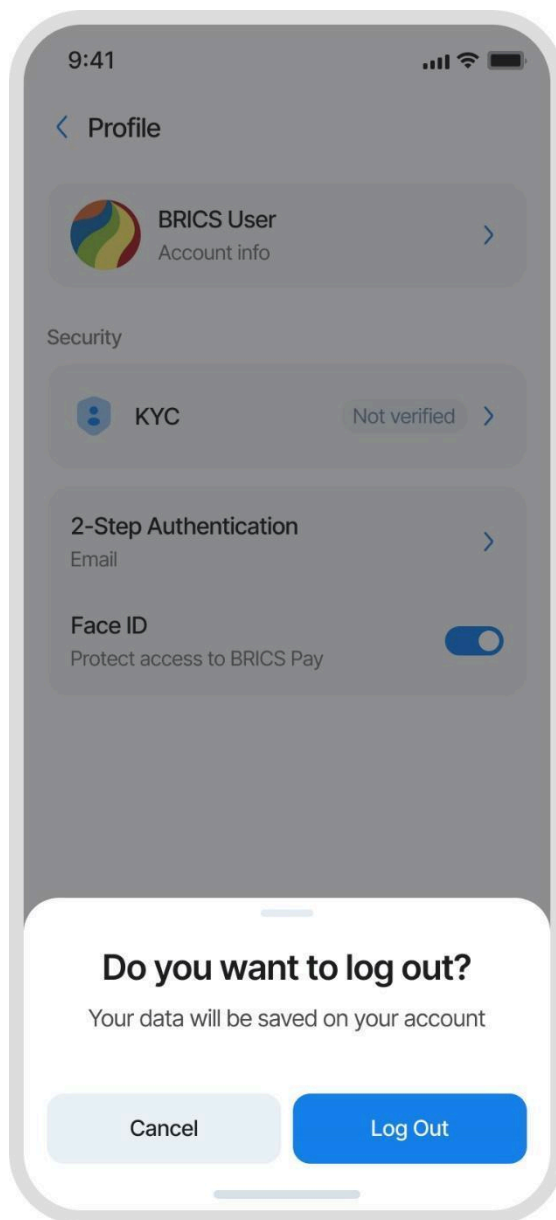 9:41
Profile
BRICS User
Account info
Security
KYC
Not verified
2-Step Authentication
Email
Face ID
Protect access to BRICS Pay
Do you want to log out?
Your data will be saved on your account
Cancel
Log Out